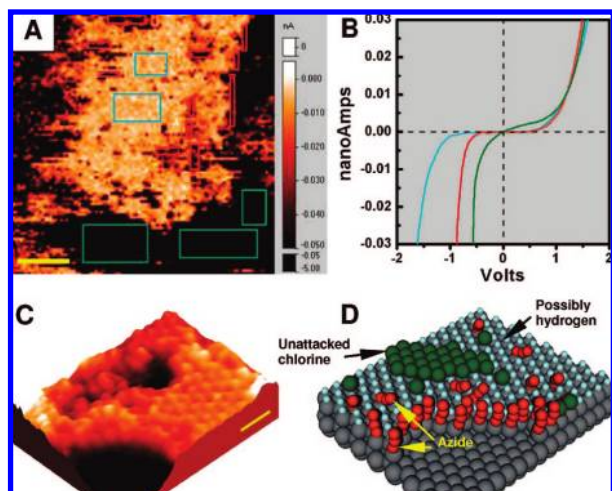 A
nA
0
0.000
-0.010
-0.020
-0.030
-0.040
-0.050
-0.05
-5.00
B
0.03
0.02
0.01
0.00
-0.01
-0.02
-0.03
nanoAmps
-2 -1 0 1 2
Volts
C
D
Possibly
hydrogen
Unattacked
chlorine
Azide